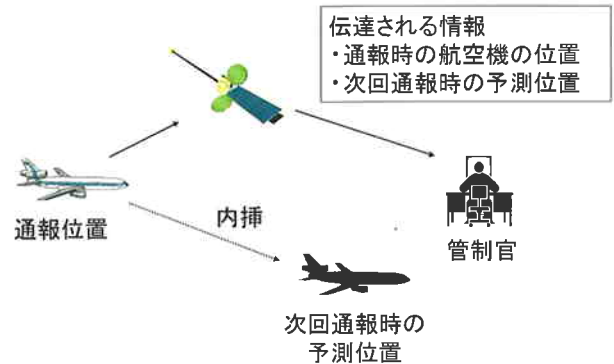 伝達される情報
・通報時の航空機の位置
・次回通報時の予測位置
通報位置
内挿
管制官
次回通報時の
予測位置